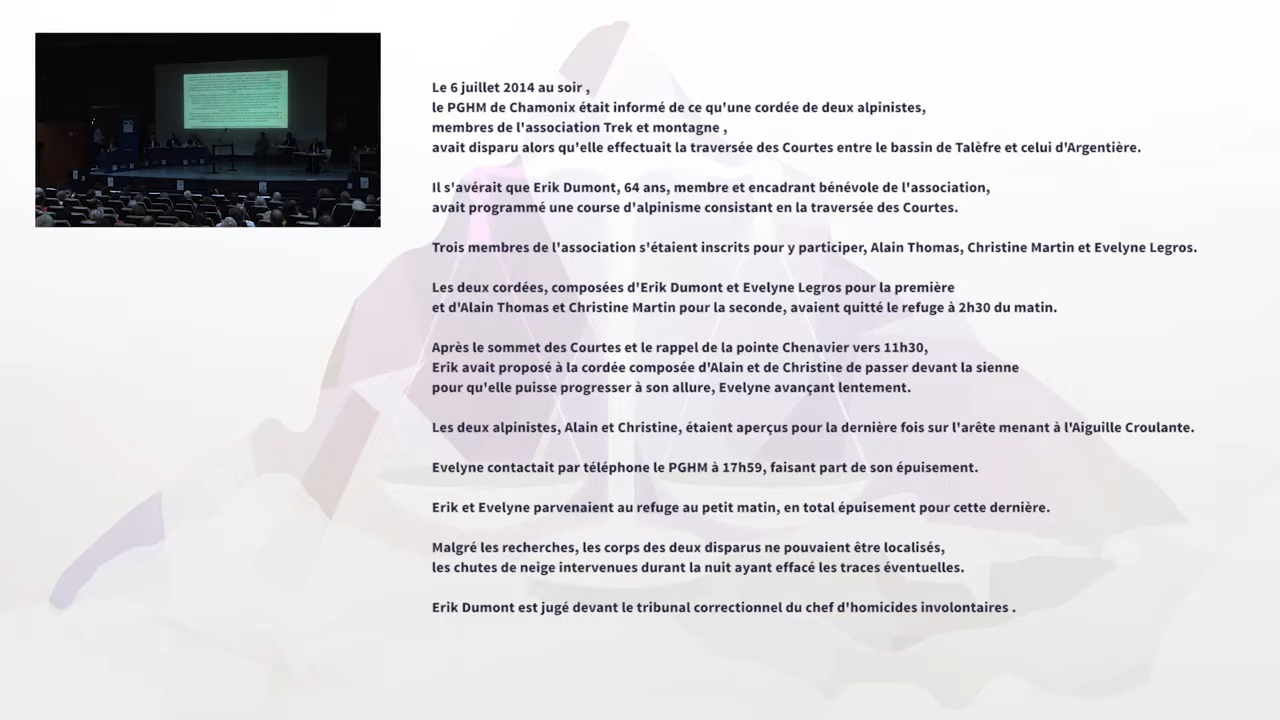 Le 6 juillet 2014 au soir ,
le PGHM de Chamonix était informé de ce qu'une cordée de deux alpinistes,
membres de l'association Trek et montagne ,
avait disparu alors qu'elle effectuait la traversée des Courtes entre le bassin de Talèfre et celui d'Argentière.
Il s'avérait que Erik Dumont, 64 ans, membre et encadrant bénévole de l'association,
avait programmé une course d'alpinisme consistant en la traversée des Courtes.
Trois membres de l'association s'étaient inscrits pour y participer, Alain Thomas, Christine Martin et Evelyne Legros.
Les deux cordées, composées d'Erik Dumont et Evelyne Legros pour la première
et d'Alain Thomas et Christine Martin pour la seconde, avaient quitté le refuge à 2h30 du matin.
Après le sommet des Courtes et le rappel de la pointe Chenavier vers 11h30,
Erik avait proposé à la cordée composée d'Alain et de Christine de passer devant la sienne
pour qu'elle puisse progresser à son allure, Evelyne avançant lentement.
Les deux alpinistes, Alain et Christine, étaient aperçus pour la dernière fois sur l'arête menant à l'Aiguille Croulante.
Evelyne contactait par téléphone le PGHM à 17h59, faisant part de son épuisement.
Erik et Evelyne parvenaient au refuge au petit matin, en total épuisement pour cette dernière.
Malgré les recherches, les corps des deux disparus ne pouvaient être localisés,
les chutes de neige intervenues durant la nuit ayant effacé les traces éventuelles.
Erik Dumont est jugé devant le tribunal correctionnel du chef d'homicides involontaires .